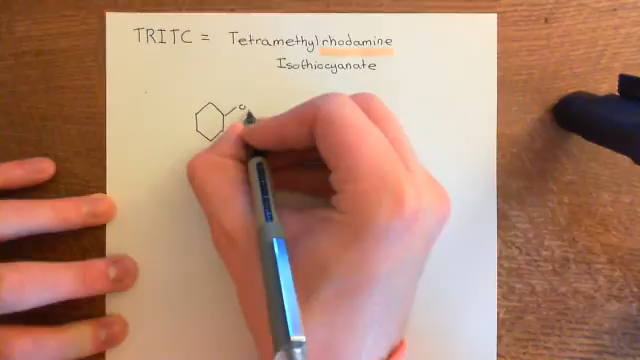 TRITC = Tetramethylrhodamine
Isothiocyanate